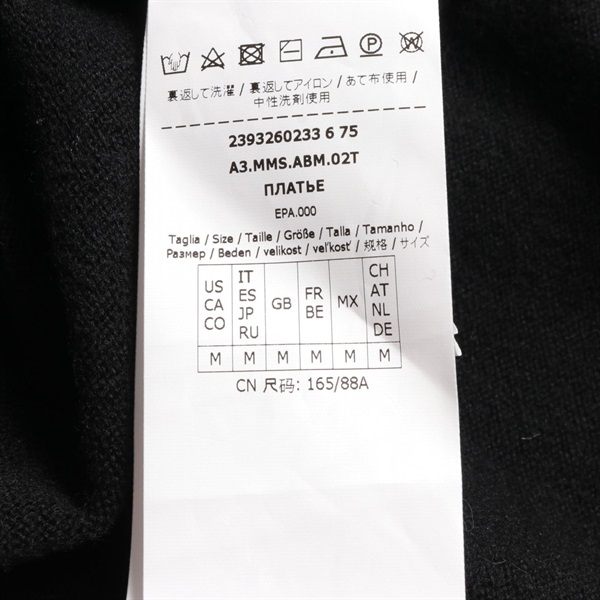 裏返して洗濯 / 裏返してアイロン / あて布使用 /
中性洗剤使用
2393260233 6 75
A3.MMS.ABM.02T
ПЛАТЬЕ
EPA.000
Taglia / Size / Taille / Größe / Talla / Tamanho /
Размер / Beden / velikost / veľkosť / 规格 / サイズ
US CA CO
IT ES JP RU
GB
FR BE
MX
CH AT NL DE
M M M M M M
CN 尺码: 165/88A